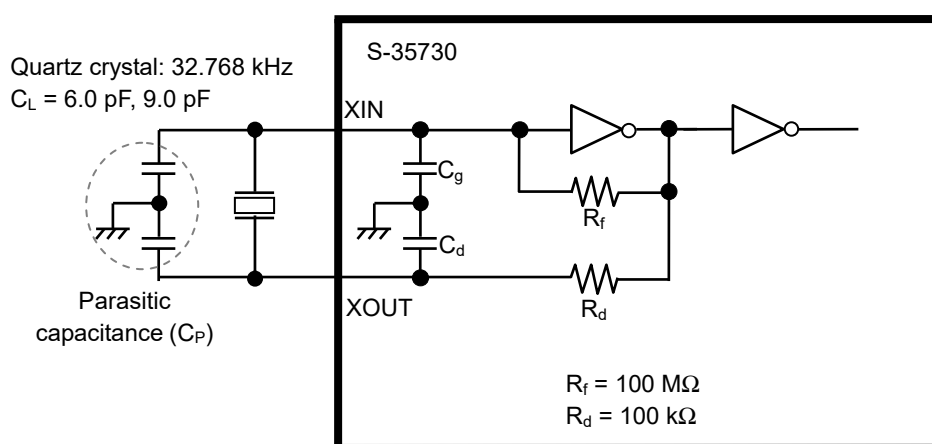 S-35730
Quartz crystal: 32.768 kHz
C_L = 6.0 pF, 9.0 pF
XIN
C_g
R_f
C_d
XOUT
R_d
Parasitic
capacitance (C_P)
R_f = 100 MΩ
R_d = 100 kΩ